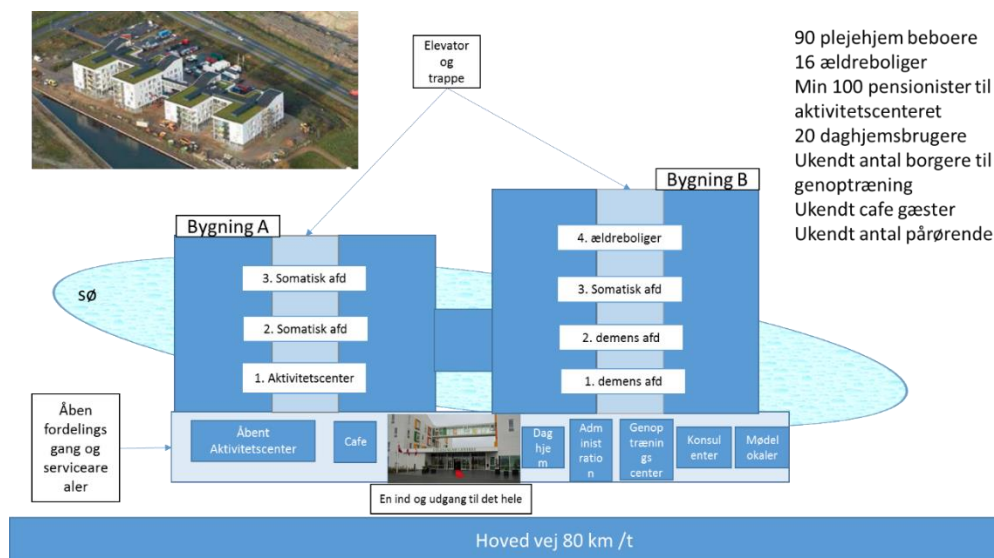 Elevator
og
trappe
90 plejehjem beboere
16 ældreboliger
Min 100 pensionister til
aktivitetscenteret
20 daghjemsbrugere
Ukendt antal borgere til
genoptræning
Ukendt cafe gæster
Ukendt antal pårørende
Bygning A
Bygning B
sø
3. Somatisk afd
2. Somatisk afd
1. Aktivitetscenter
4. ældreboliger
3. Somatisk afd
2. demens afd
1. demens afd
Åben
fordelings
gang og
serviceare
aler
Åbent
Aktivitetscenter
Cafe
Dag
hje
m
Adm
inist
ratio
n
Genop
trænin
gs
center
Konsul
enter
Mødel
okaler
En ind og udgang til det hele
Hoved vej 80 km /t